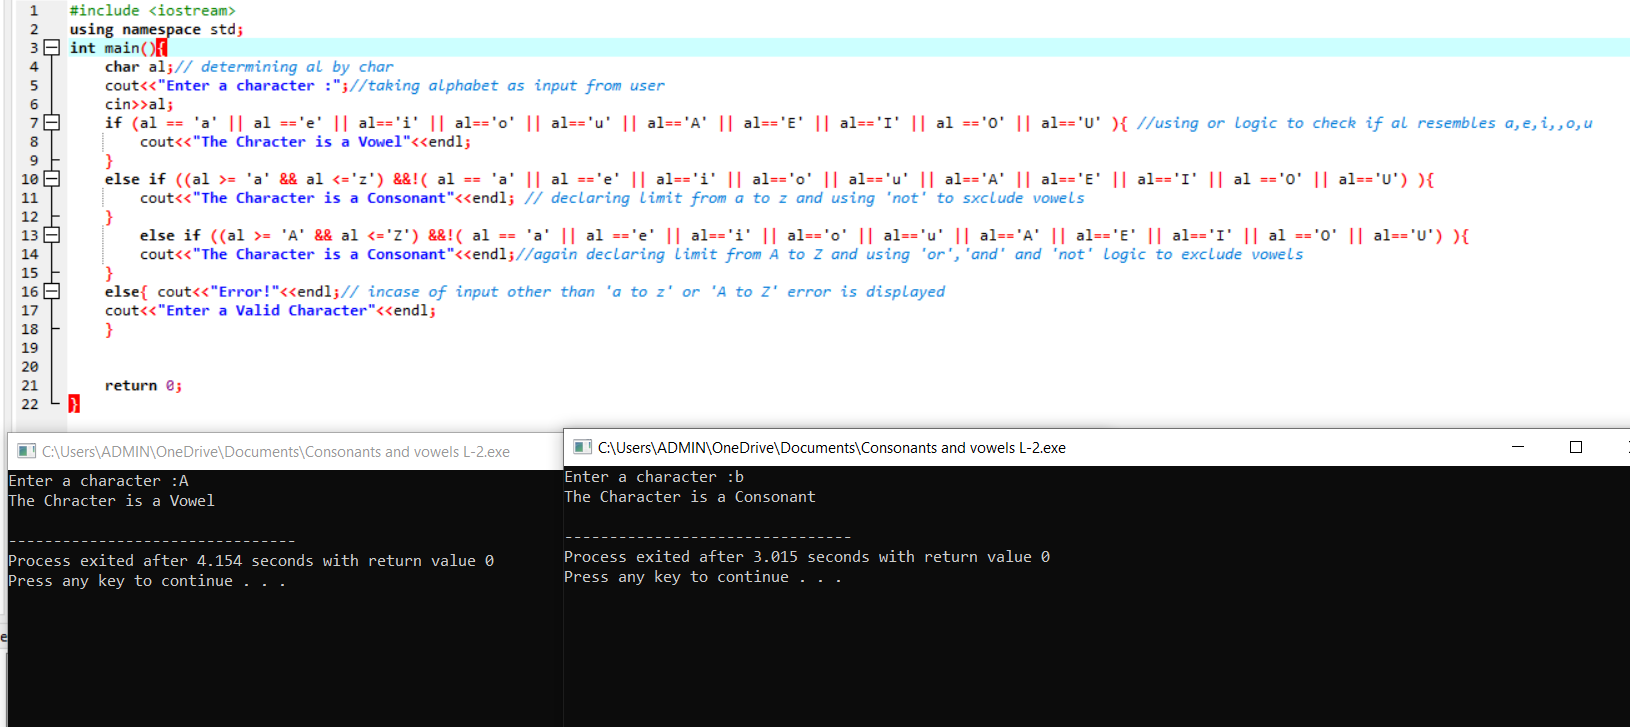 1 #include <iostream>
2 using namespace std;
3 int main(){
4 char al;// determining al by char
5 cout<<"Enter a character :";//taking alphabet as input from user
6 cin>>al;
7 if (al == 'a' || al =='e' || al=='i' || al=='o' || al=='u' || al=='A' || al=='E' || al=='I' || al =='O' || al=='U' ){ //using or logic to check if al resembles a,e,i,,o,u
8 cout<<"The Chracter is a Vowel"<<endl;
9 }
10 else if ((al >= 'a' && al <='z') &&!( al == 'a' || al =='e' || al=='i' || al=='o' || al=='u' || al=='A' || al=='E' || al=='I' || al =='O' || al=='U') ){
11 cout<<"The Character is a Consonant"<<endl; // declaring limit from a to z and using 'not' to sxclude vowels
12 }
13 else if ((al >= 'A' && al <='Z') &&!( al == 'a' || al =='e' || al=='i' || al=='o' || al=='u' || al=='A' || al=='E' || al=='I' || al =='O' || al=='U') ){
14 cout<<"The Character is a Consonant"<<endl;//again declaring limit from A to Z and using 'or','and' and 'not' logic to exclude vowels
15 }
16 else{ cout<<"Error!"<<endl;// incase of input other than 'a to z' or 'A to Z' error is displayed
17 cout<<"Enter a Valid Character"<<endl;
18 }
19
20
21 return 0;
22 }
C:\Users\ADMIN\OneDrive\Documents\Consonants and vowels L-2.exe
Enter a character :A
The Chracter is a Vowel
--------------------------------
Process exited after 4.154 seconds with return value 0
Press any key to continue . . .
C:\Users\ADMIN\OneDrive\Documents\Consonants and vowels L-2.exe
Enter a character :b
The Character is a Consonant
--------------------------------
Process exited after 3.015 seconds with return value 0
Press any key to continue . . .